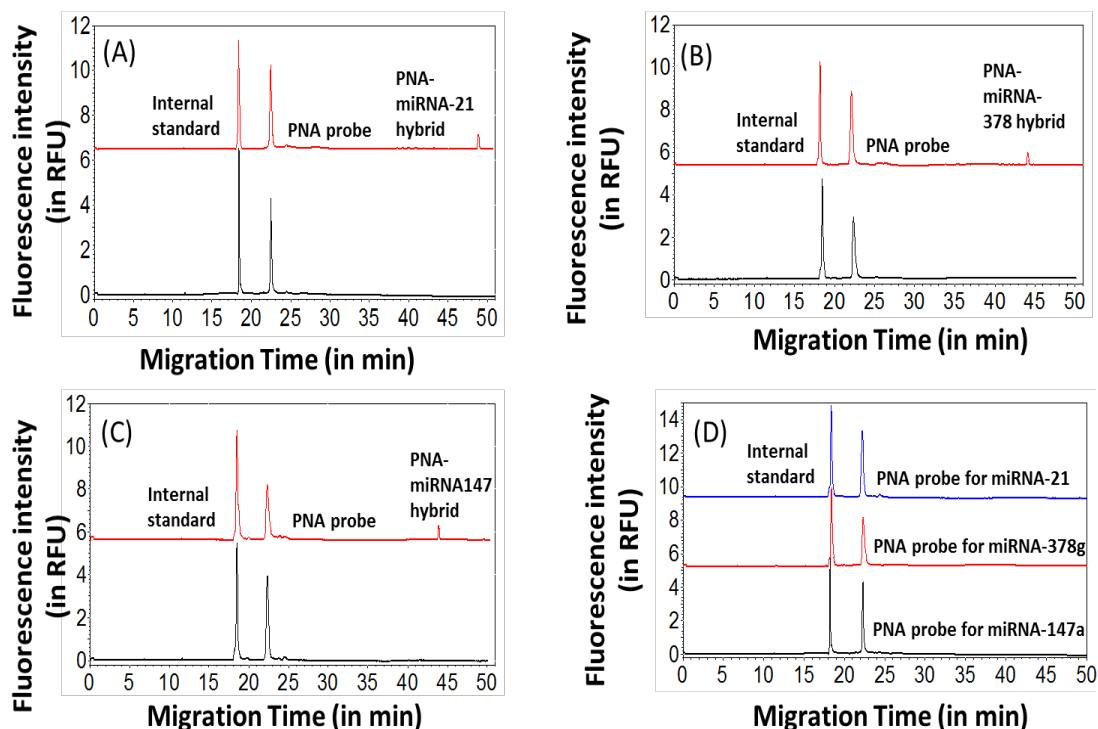 Fluorescence intensity
(in RFU)
12
10
8
6
4
2
0
(A)
Internal
standard
PNA probe
PNA-
miRNA-21
hybrid
0 5 10 15 20 25 30 35 40 45 50
Migration Time (in min)
Fluorescence intensity
(in RFU)
12
10
8
6
4
2
0
(B)
Internal
standard
PNA probe
PNA-
miRNA-
378 hybrid
0 5 10 15 20 25 30 35 40 45 50
Migration Time (in min)
Fluorescence intensity
(in RFU)
12
10
8
6
4
2
0
(C)
Internal
standard
PNA probe
PNA-
miRNA147
hybrid
0 5 10 15 20 25 30 35 40 45 50
Migration Time (in min)
Fluorescence intensity
(in RFU)
14
12
10
8
6
4
2
0
(D)
Internal
standard
PNA probe for miRNA-21
PNA probe for miRNA-378g
PNA probe for miRNA-147a
0 5 10 15 20 25 30 35 40 45 50
Migration Time (in min)